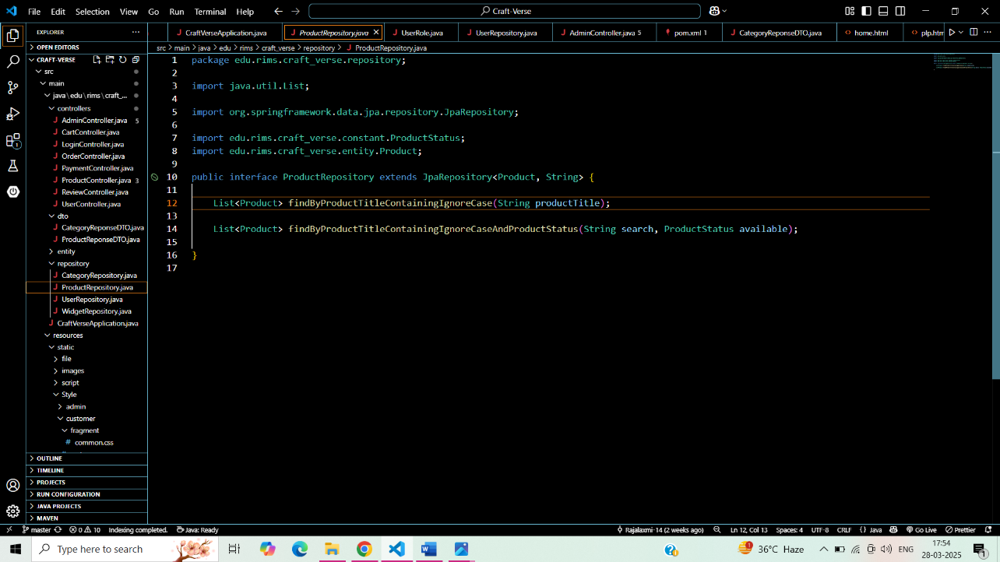 File Edit Selection View Go Run Terminal Help
Craft-Verse
EXPLORER
CraftVerseApplication.java
ProductRepository.java
UserRole.java
UserRepository.java
AdminController.java 5
pom.xml 1
CategoryReponseDTO.java
home.html
plp.htm
OPEN EDITORS
src > main > java > edu > rims > craft_verse > repository > ProductRepository.java
CRAFT-VERSE
src
main
java\edu\rims\craft_...
controllers
AdminController.java 5
CartController.java
LoginController.java
OrderController.java
PaymentController.java
ProductController.java 3
ReviewController.java
UserController.java
dto
CategoryReponseDTO.java
ProductReponseDTO.java
entity
repository
CategoryRepository.java
ProductRepository.java
UserRepository.java
WidgetRepository.java
CraftVerseApplication.java
resources
static
file
images
script
Style
admin
customer
fragment
# common.css
OUTLINE
TIMELINE
PROJECTS
RUN CONFIGURATION
JAVA PROJECTS
MAVEN
1 package edu.rims.craft_verse.repository;
2
3 import java.util.List;
4
5 import org.springframework.data.jpa.repository.JpaRepository;
6
7 import edu.rims.craft_verse.constant.ProductStatus;
8 import edu.rims.craft_verse.entity.Product;
9
10 public interface ProductRepository extends JpaRepository<Product, String> {
11
12 List<Product> findByProductTitleContainingIgnoreCase(String productTitle);
13
14 List<Product> findByProductTitleContainingIgnoreCaseAndProductStatus(String search, ProductStatus available);
15
16 }
17
master 0 10 Indexing completed. Java: Ready
Rajalaxmi-14 (2 weeks ago) Ln 12, Col 13 Spaces: 4 UTF-8 CRLF {} Java Go Live Prettier
Type here to search
1 36°C Haze ENG
17:54
28-03-2025
1